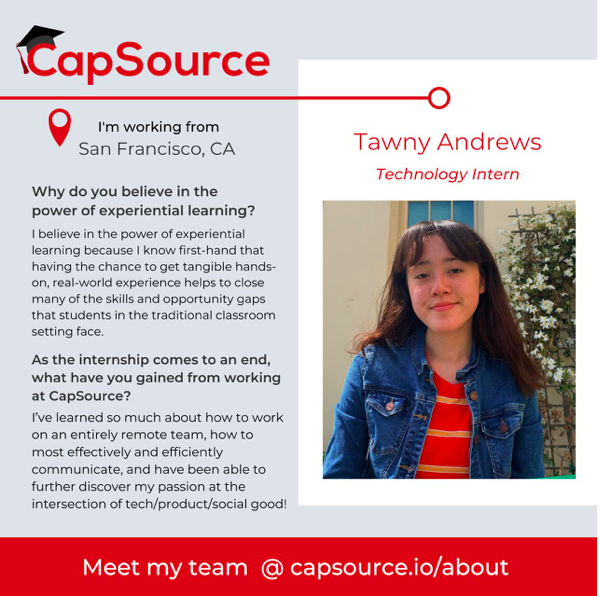 CapSource
I'm working from
San Francisco, CA
Why do you believe in the
power of experiential learning?
I believe in the power of experiential
learning because I know first-hand that
having the chance to get tangible hands-
on, real-world experience helps to close
many of the skills and opportunity gaps
that students in the traditional classroom
setting face.
As the internship comes to an end,
what have you gained from working
at CapSource?
I've learned so much about how to work
on an entirely remote team, how to
most effectively and efficiently
communicate, and have been able to
further discover my passion at the
intersection of tech/product/social good!
Tawny Andrews
Technology Intern
Meet my team @ capsource.io/about